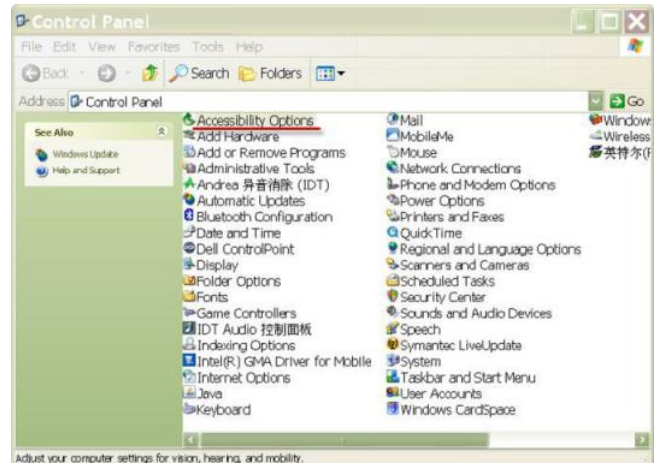 Control Panel
File Edit View Favorites Tools Help
Back Search Folders
Address Control Panel Go
See Also
Windows Update
Help and Support
Accessibility Options
Add Hardware
Add or Remove Programs
Administrative Tools
Andrea 异音消除 (IDT)
Automatic Updates
Bluetooth Configuration
Date and Time
Dell ControlPoint
Display
Folder Options
Fonts
Game Controllers
IDT Audio 控制面板
Indexing Options
Intel(R) GMA Driver for Mobile
Internet Options
Java
Keyboard
Mail
MobileMe
Mouse
Network Connections
Phone and Modem Options
Power Options
Printers and Faxes
QuickTime
Regional and Language Options
Scanners and Cameras
Scheduled Tasks
Security Center
Sounds and Audio Devices
Speech
Symantec LiveUpdate
System
Taskbar and Start Menu
User Accounts
Windows CardSpace
Window
Wireless
英特尔(
Adjust your computer settings for vision, hearing, and mobility.